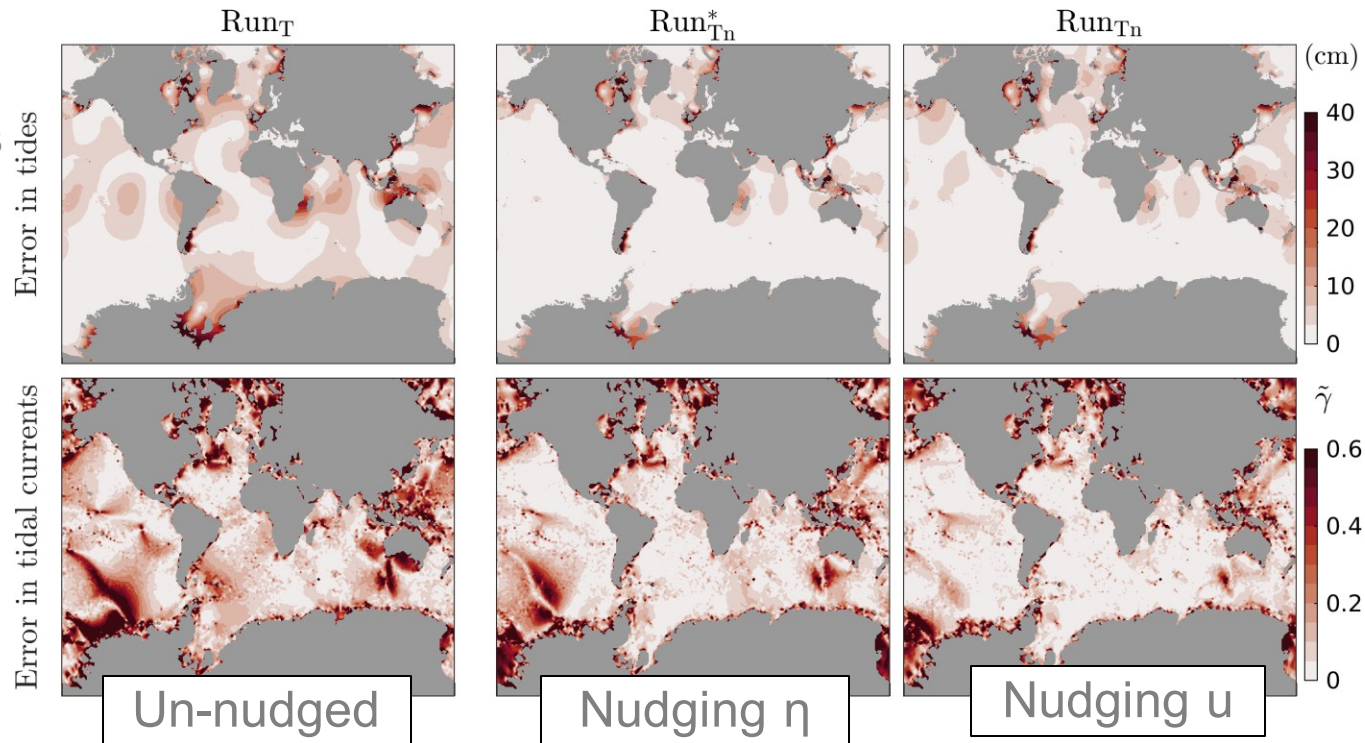 Run_T
Run*_Tn
Run_Tn
(cm)
Error in tides
40
30
20
10
0
Error in tidal currents
γ̃
0.6
0.4
0.2
0
Un-nudged
Nudging η
Nudging u